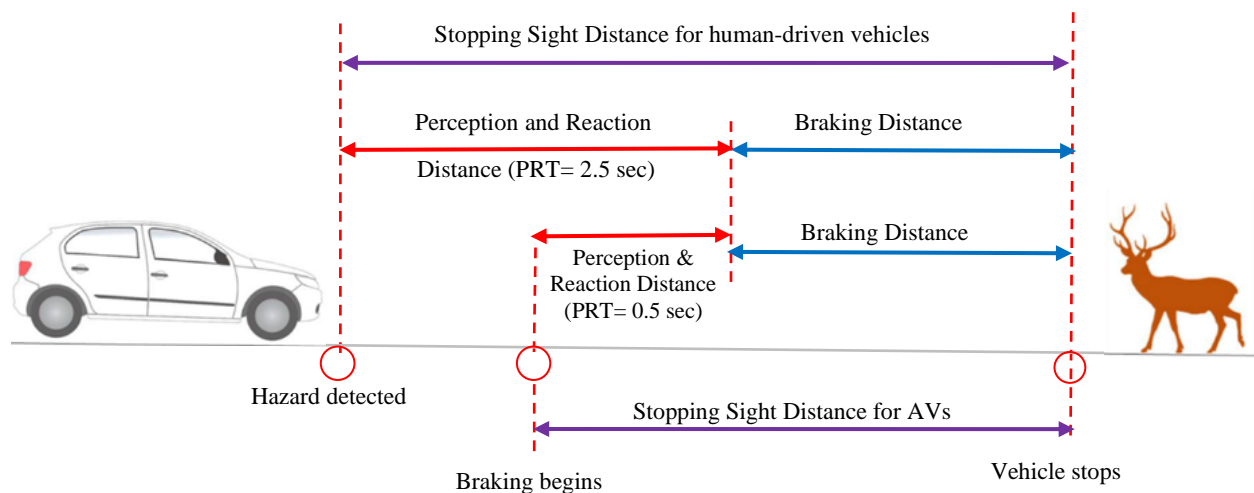 Stopping Sight Distance for human-driven vehicles
Perception and Reaction
Distance (PRT= 2.5 sec)
Braking Distance
Perception &
Reaction Distance
(PRT= 0.5 sec)
Braking Distance
Hazard detected
Stopping Sight Distance for AVs
Braking begins
Vehicle stops